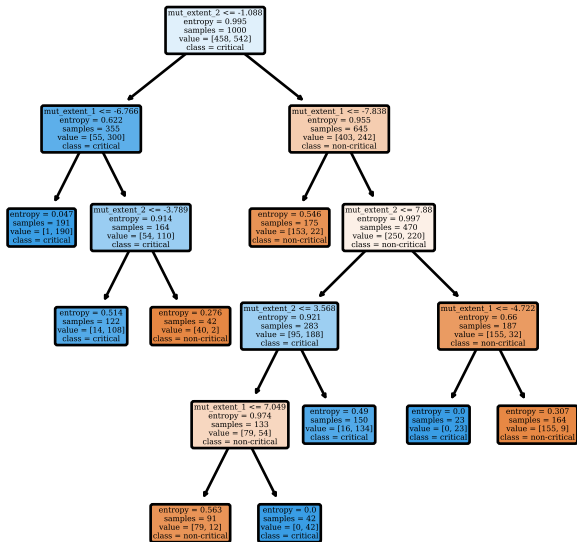 mut_extent_2 <= -1.088
entropy = 0.995
samples = 1000
value = [458, 542]
class = critical
mut_extent_1 <= -6.766
entropy = 0.622
samples = 355
value = [55, 300]
class = critical
mut_extent_1 <= -7.838
entropy = 0.955
samples = 645
value = [403, 242]
class = non-critical
entropy = 0.047
samples = 191
value = [1, 190]
class = critical
mut_extent_2 <= -3.789
entropy = 0.914
samples = 164
value = [54, 110]
class = critical
entropy = 0.546
samples = 175
value = [153, 22]
class = non-critical
mut_extent_2 <= 7.88
entropy = 0.997
samples = 470
value = [250, 220]
class = non-critical
entropy = 0.514
samples = 122
value = [14, 108]
class = critical
entropy = 0.276
samples = 42
value = [40, 2]
class = non-critical
mut_extent_2 <= 3.568
entropy = 0.921
samples = 283
value = [95, 188]
class = critical
mut_extent_1 <= -4.722
entropy = 0.66
samples = 187
value = [155, 32]
class = non-critical
mut_extent_1 <= 7.049
entropy = 0.974
samples = 133
value = [79, 54]
class = non-critical
entropy = 0.49
samples = 150
value = [16, 134]
class = critical
entropy = 0.0
samples = 23
value = [0, 23]
class = critical
entropy = 0.307
samples = 164
value = [155, 9]
class = non-critical
entropy = 0.563
samples = 91
value = [79, 12]
class = non-critical
entropy = 0.0
samples = 42
value = [0, 42]
class = critical